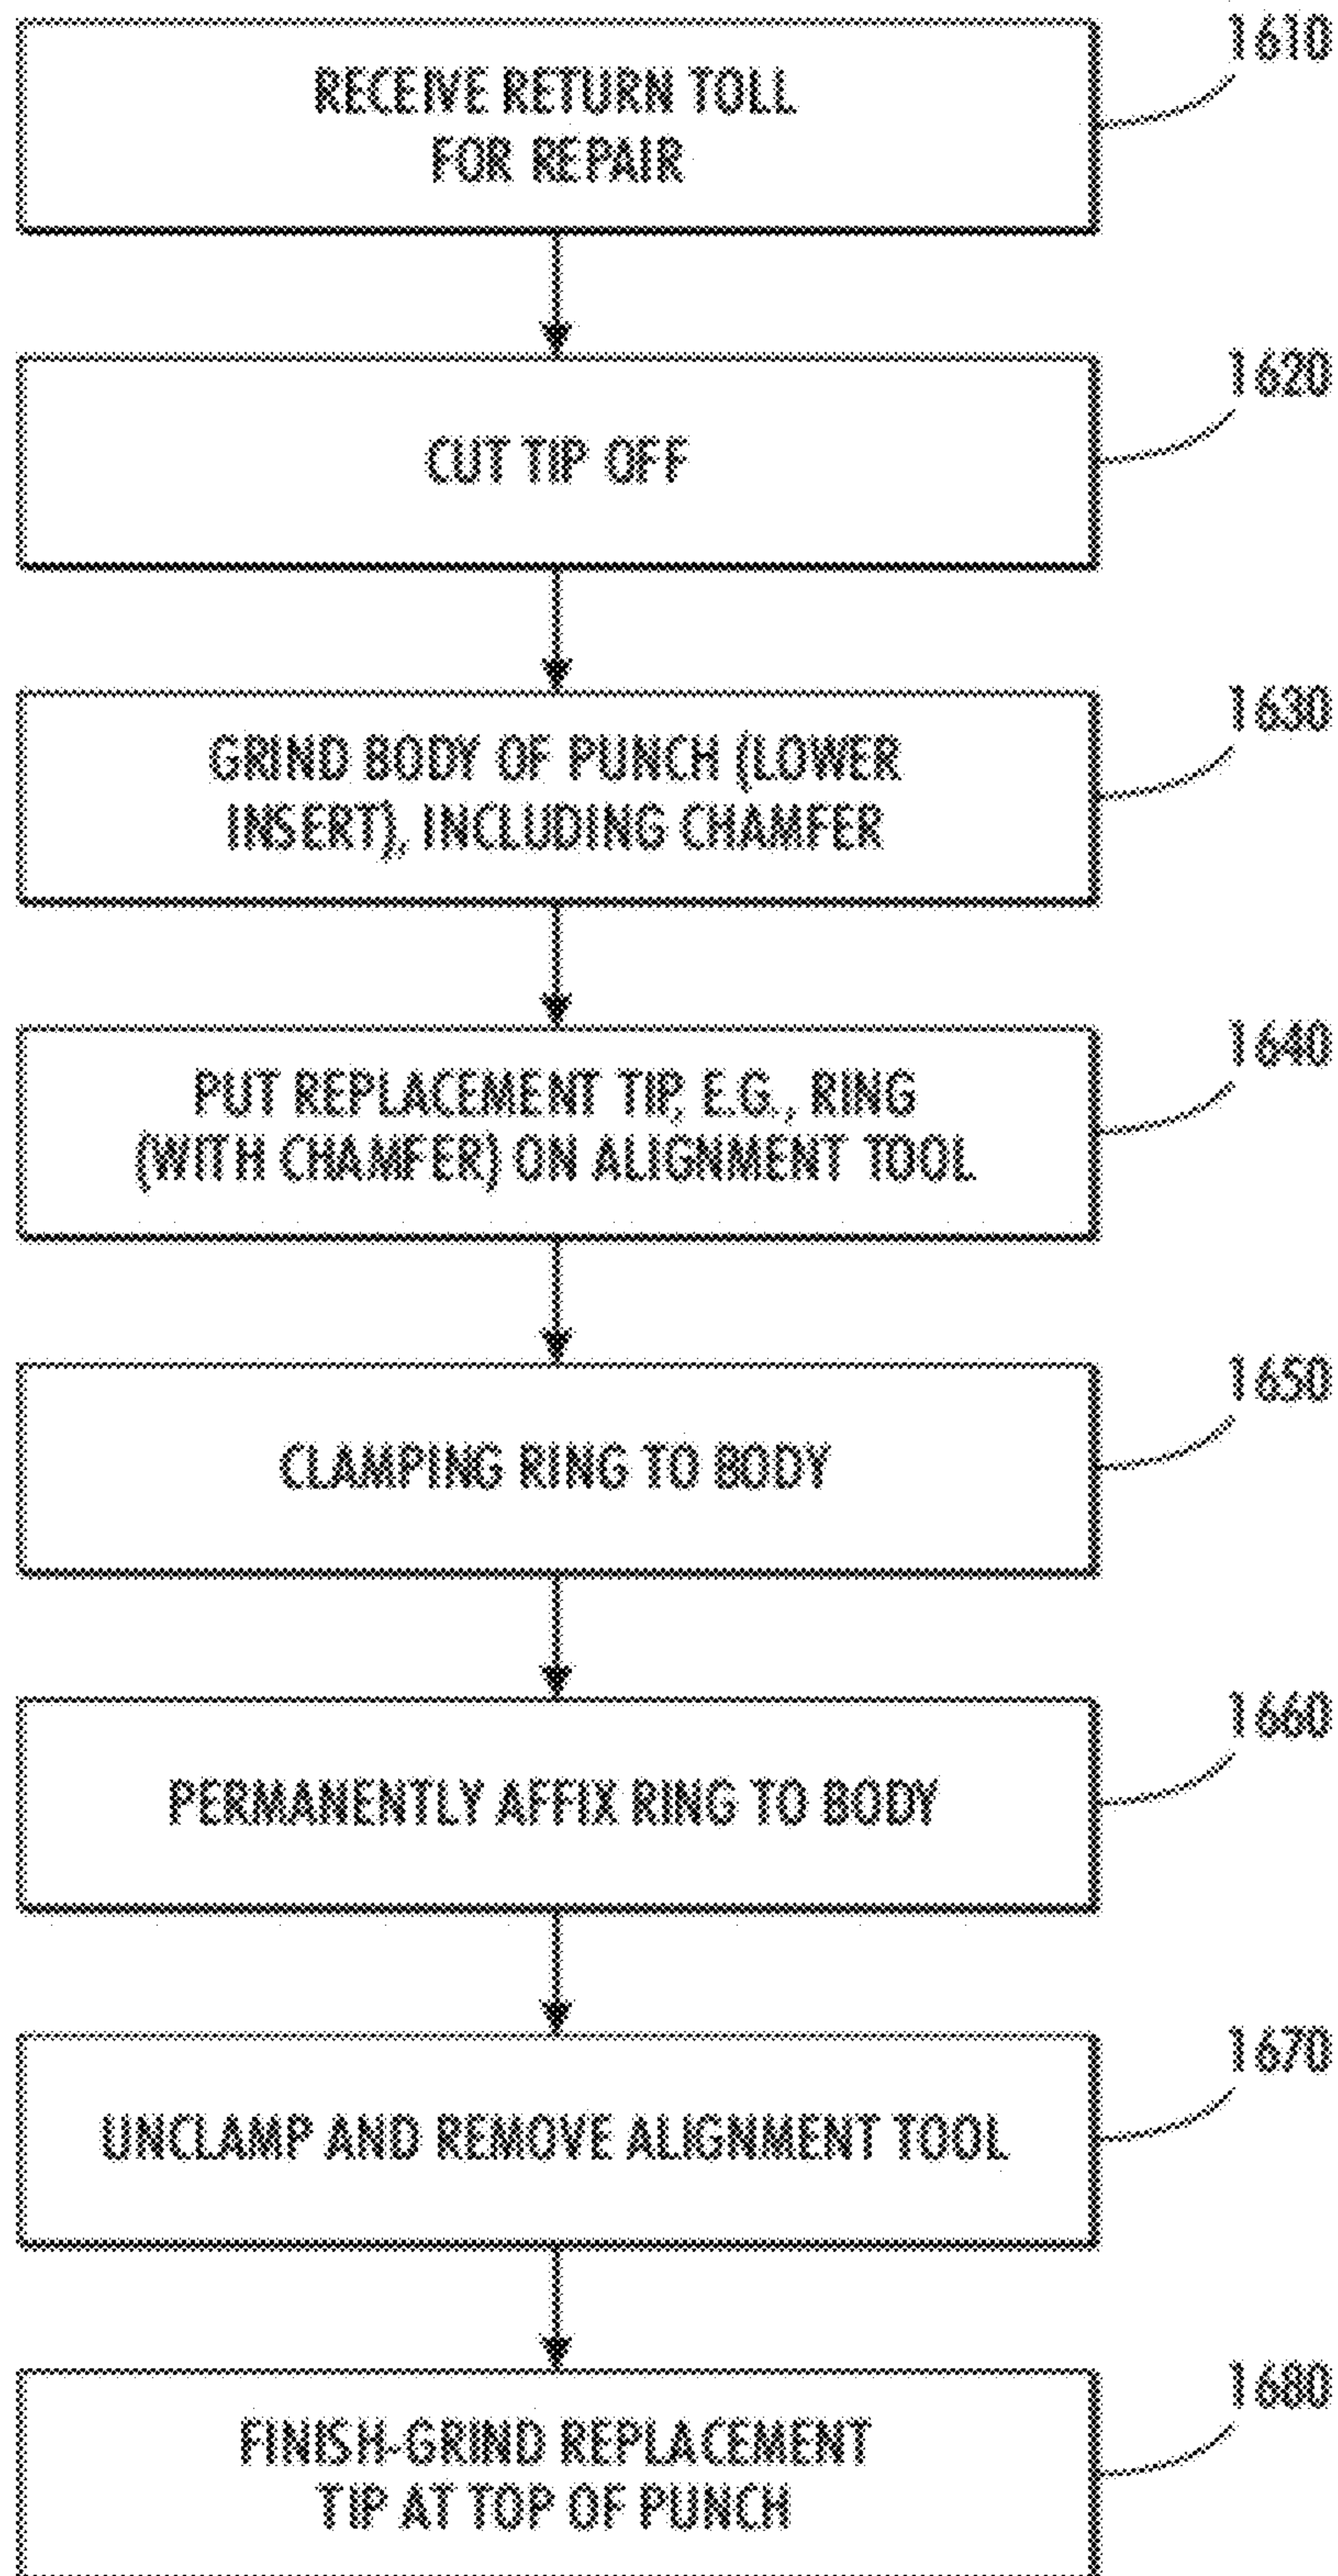 1610
RECEIVE RETURN TOLL
FOR REPAIR
1620
CUT TIP OFF
1630
GRIND BODY OF PUNCH (LOWER
INSERT), INCLUDING CHAMFER
1640
PUT REPLACEMENT TIP, E.G., RING
(WITH CHAMFER) ON ALIGNMENT TOOL
1650
CLAMPING RING TO BODY
1660
PERMANENTLY AFFIX RING TO BODY
1670
UNCLAMP AND REMOVE ALIGNMENT TOOL
1680
FINISH-GRIND REPLACEMENT
TIP AT TOP OF PUNCH